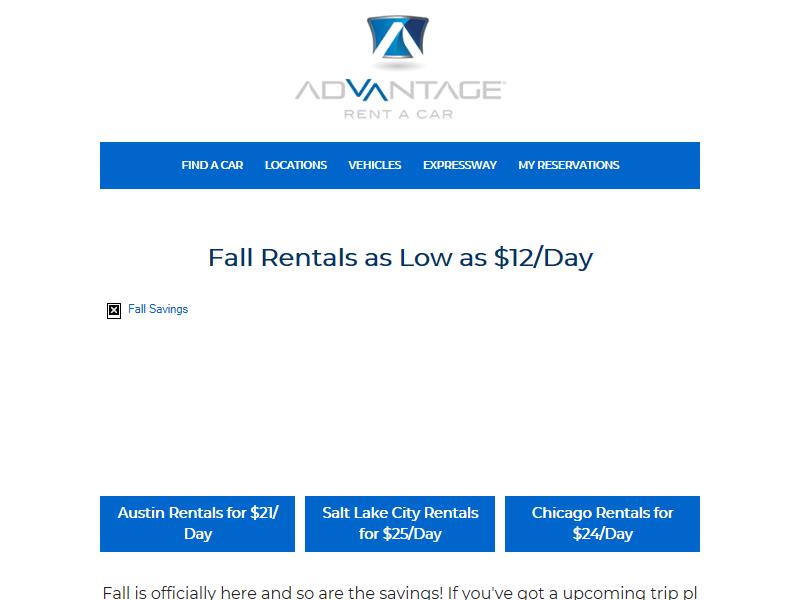 ADVANTAGE
RENT A CAR
FIND A CAR LOCATIONS VEHICLES EXPRESSWAY MY RESERVATIONS
Fall Rentals as Low as $12/Day
Fall Savings
Austin Rentals for $21/
Day
Salt Lake City Rentals
for $25/Day
Chicago Rentals for
$24/Day
Fall is officially here and so are the savings! If you've got a upcoming trip pl